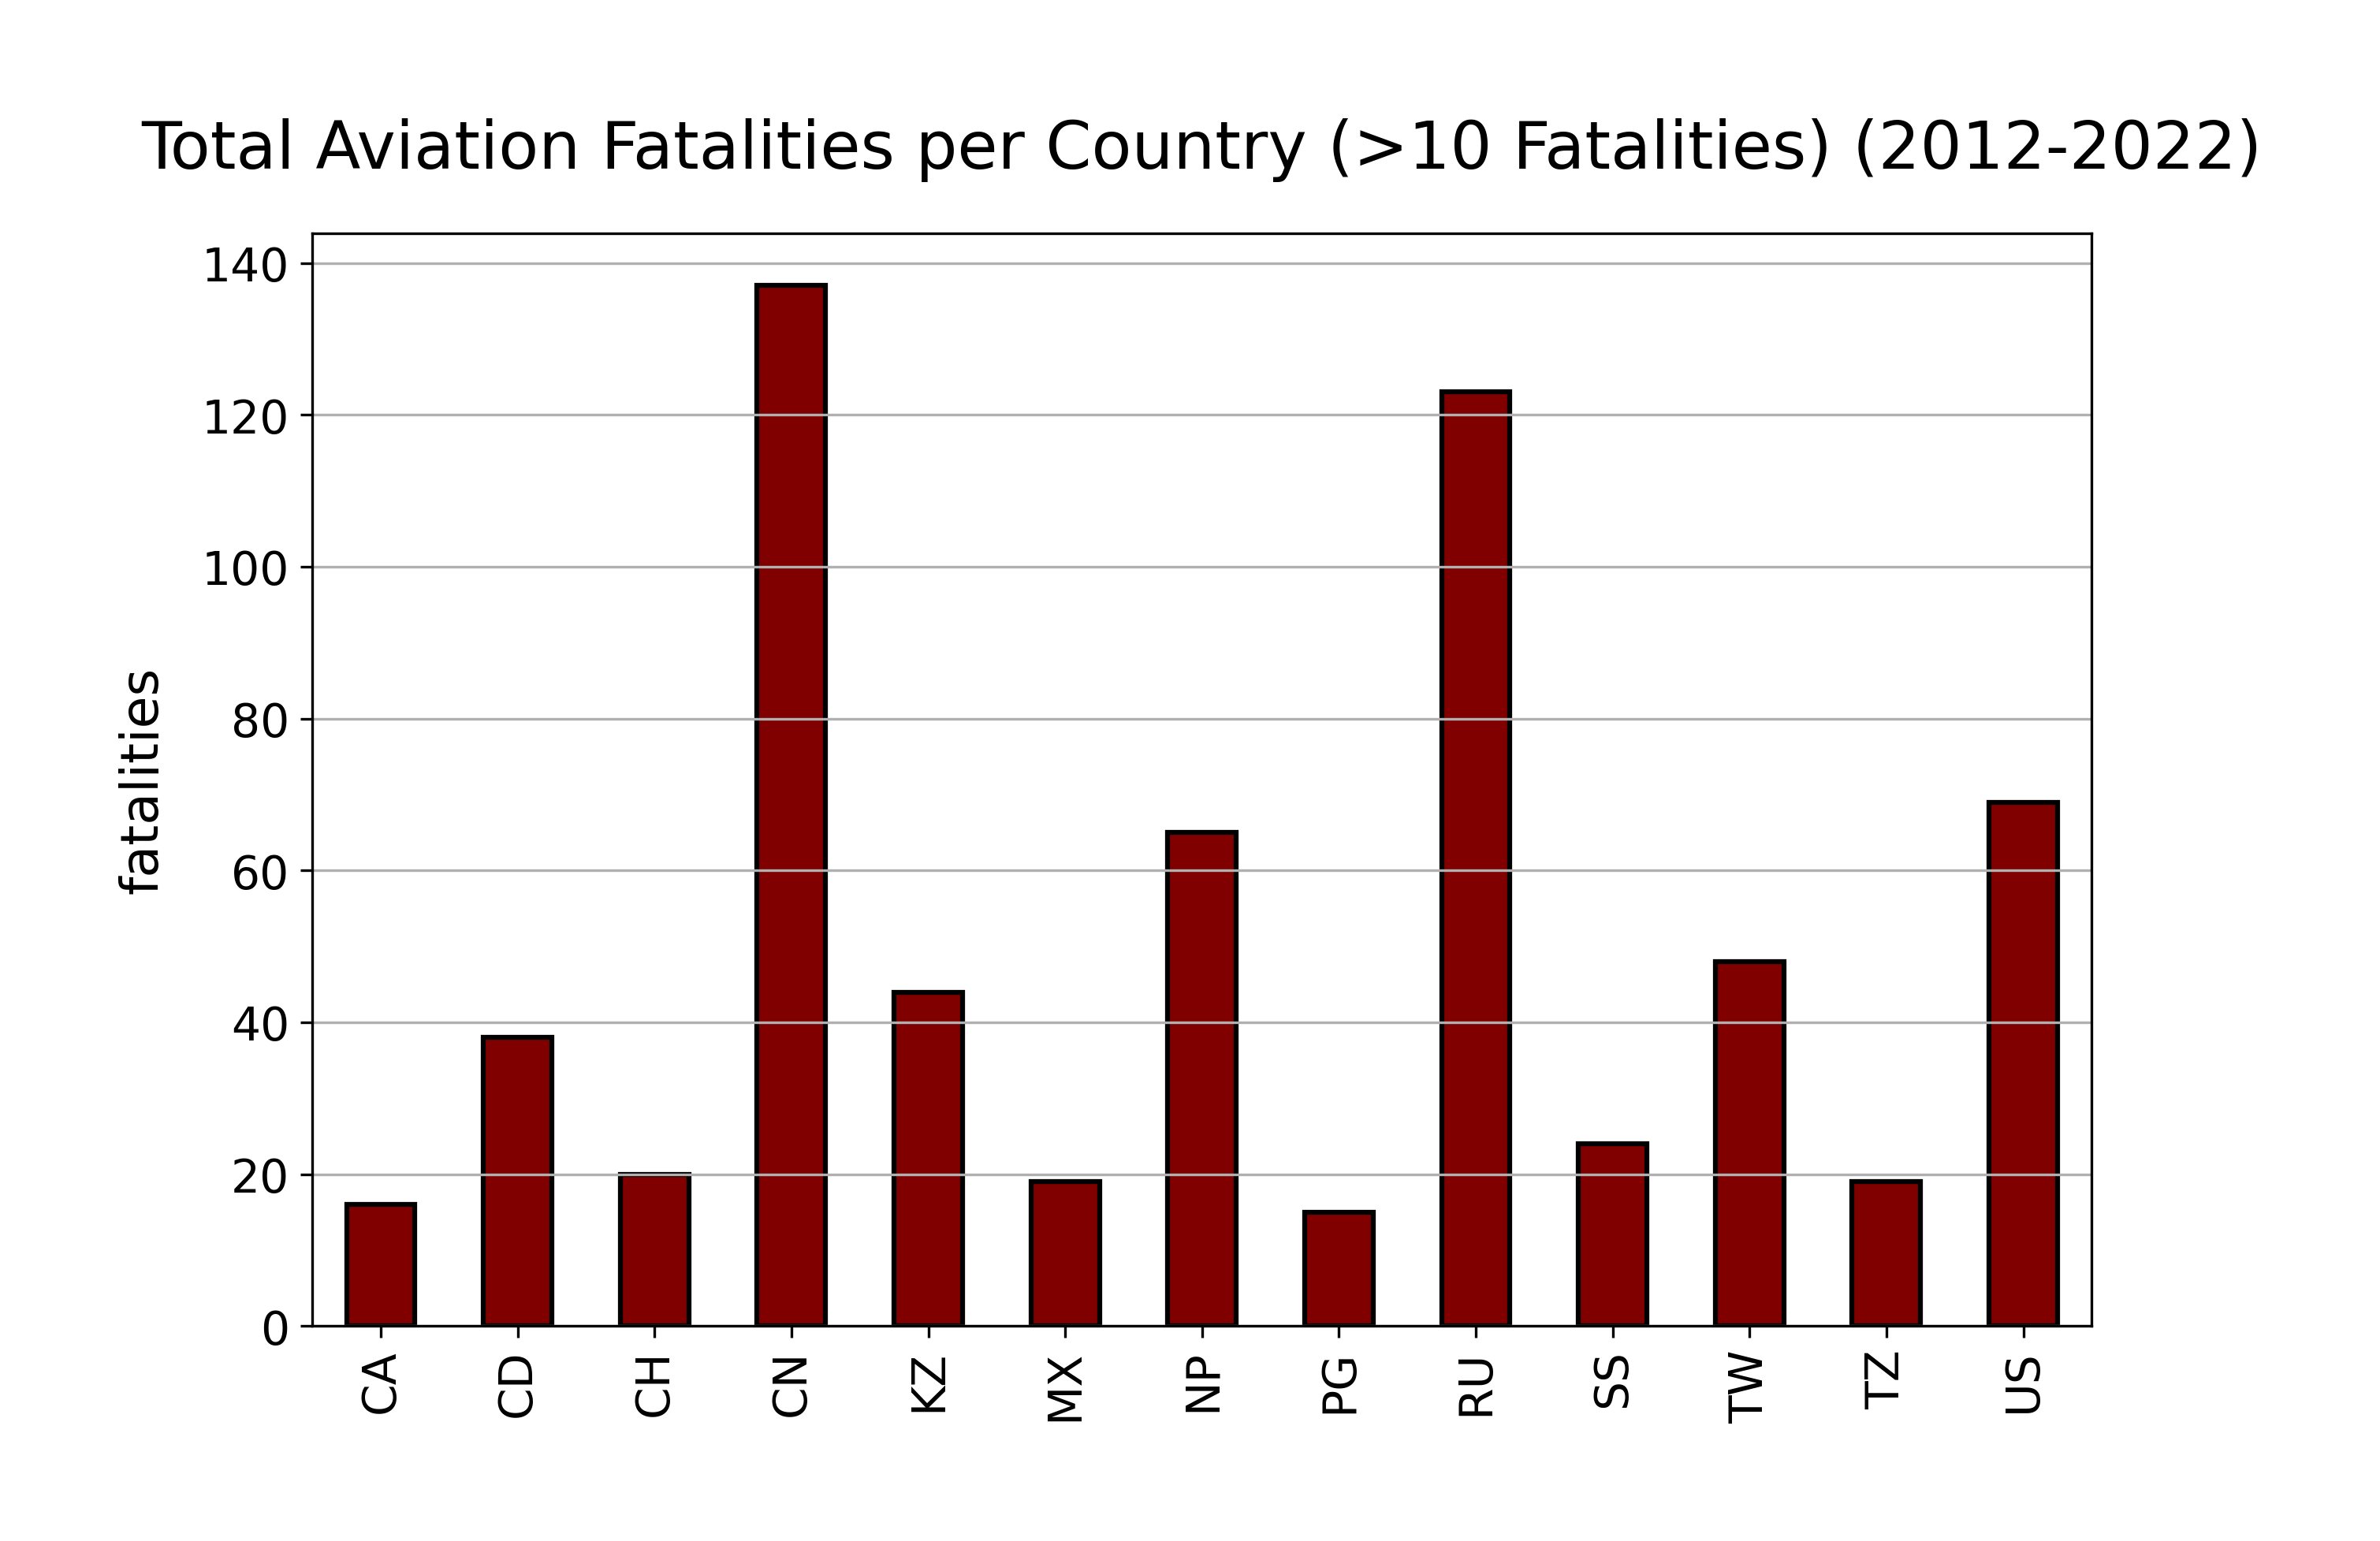 Total Aviation Fatalities per Country (>10 Fatalities) (2012-2022)
fatalities
140
120
100
80
60
40
20
0
CA
CD
CH
CN
KZ
MX
NP
PG
RU
SS
TW
TZ
US